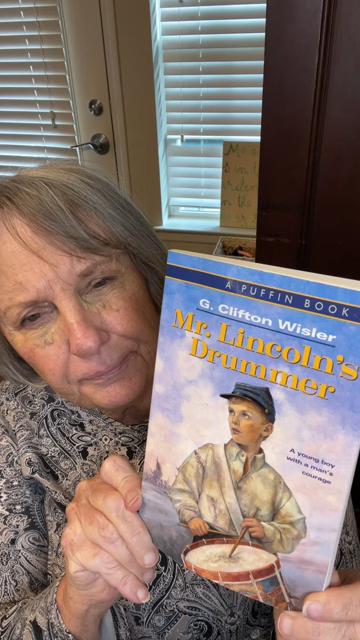 A PUFFIN BOOK
G. Clifton Wisler
Mr. Lincoln's
Drummer
A young boy
with a man's
courage